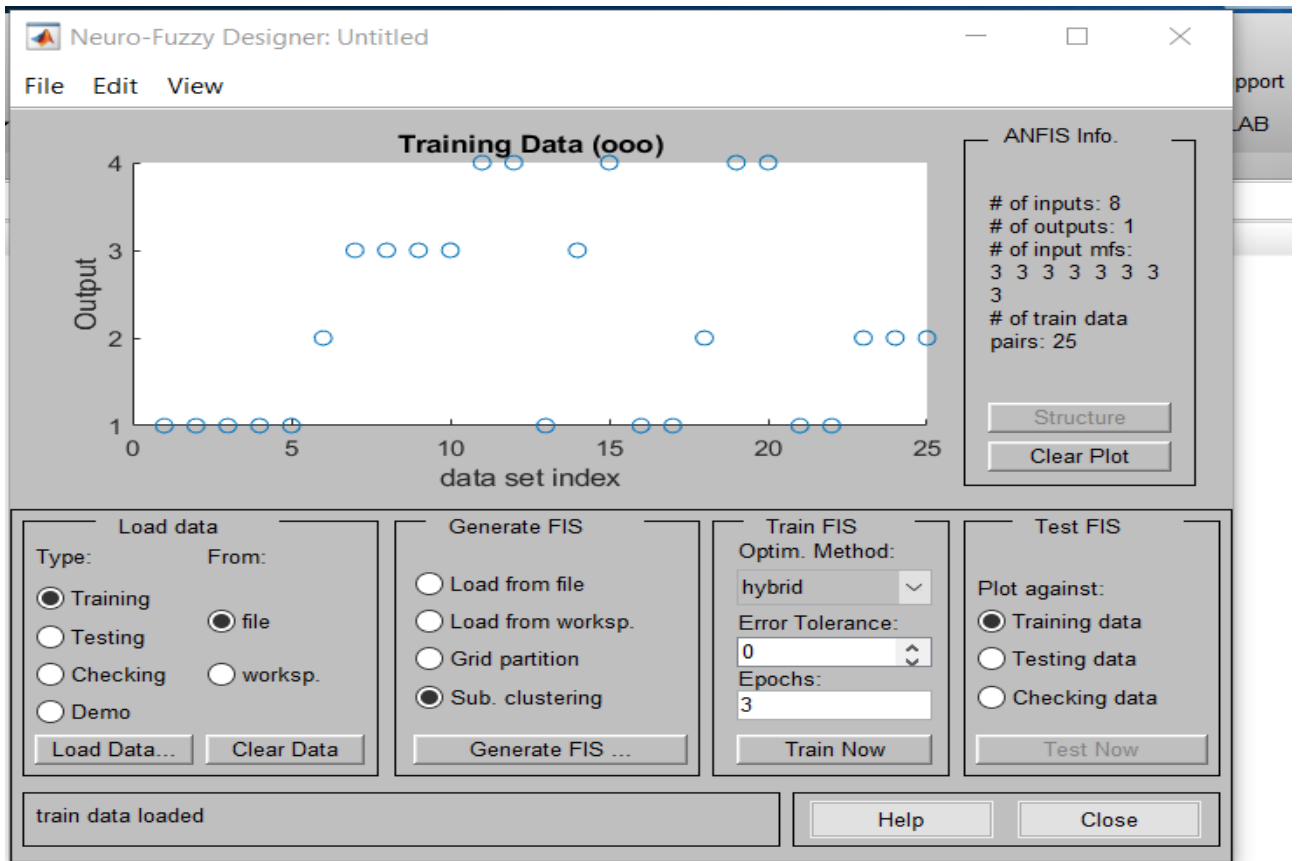 Neuro-Fuzzy Designer: Untitled
File Edit View
pport
LAB
Training Data (ooo)
4
3
2
1
Output
0 5 10 15 20 25
data set index
ANFIS Info.
# of inputs: 8
# of outputs: 1
# of input mfs:
3 3 3 3 3 3 3
3
# of train data
pairs: 25
Structure
Clear Plot
Load data
Type: From:
Training
file
Testing
Checking
worksp.
Demo
Load Data... Clear Data
Generate FIS
Load from file
Load from worksp.
Grid partition
Sub. clustering
Generate FIS ...
Train FIS
Optim. Method:
hybrid
Error Tolerance:
0
Epochs:
3
Train Now
Test FIS
Plot against:
Training data
Testing data
Checking data
Test Now
train data loaded
Help Close